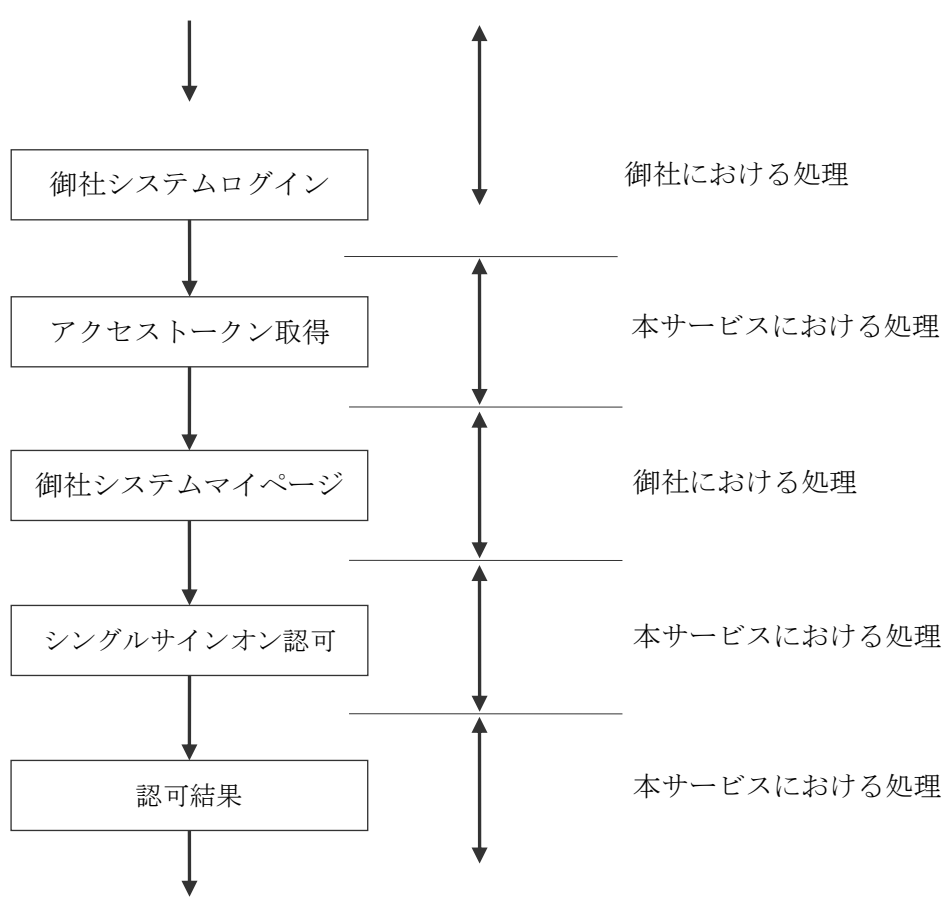 御社システムログイン
御社における処理
アクセストークン取得
本サービスにおける処理
御社システムマイページ
御社における処理
シングルサインオン認可
本サービスにおける処理
認可結果
本サービスにおける処理